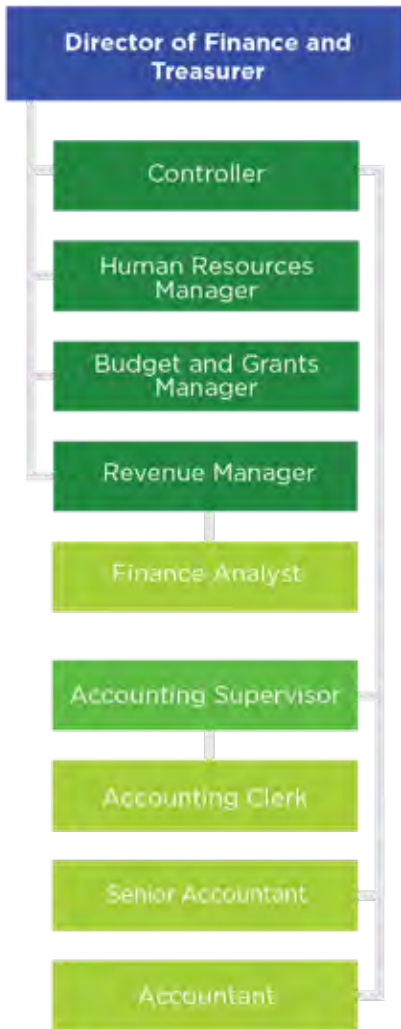 Director of Finance and
Treasurer
Controller
Human Resources
Manager
Budget and Grants
Manager
Revenue Manager
Finance Analyst
Accounting Supervisor
Accounting Clerk
Senior Accountant
Accountant